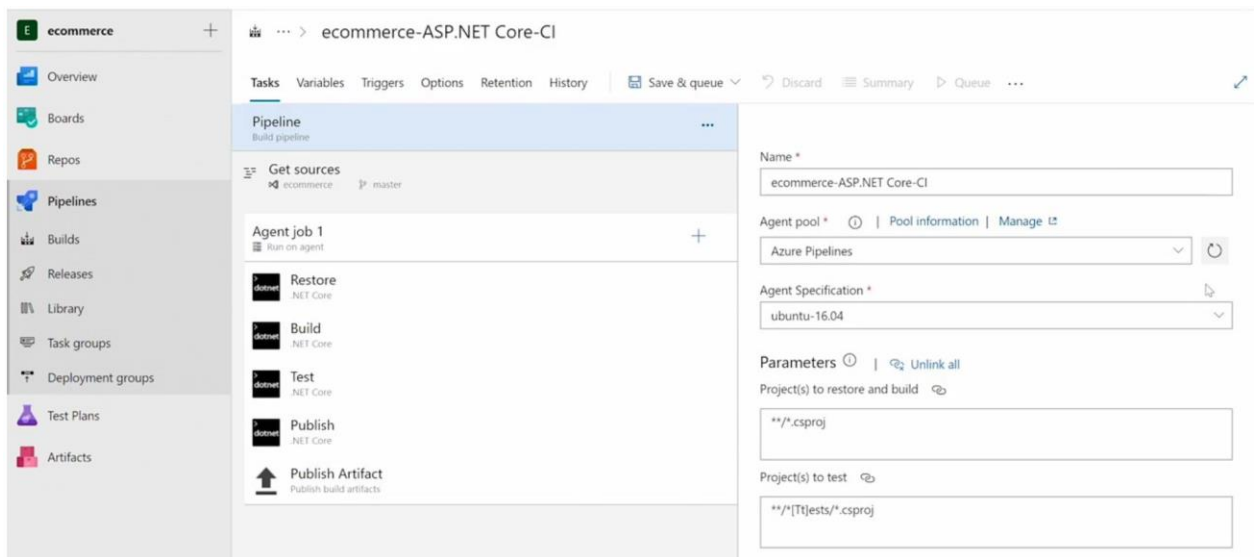 E ecommerce +
Overview
Boards
Repos
Pipelines
Builds
Releases
Library
Task groups
Deployment groups
Test Plans
Artifacts
··· > ecommerce-ASP.NET Core-CI
Tasks Variables Triggers Options Retention History Save & queue Discard Summary Queue ···
Pipeline ···
Build pipeline
Get sources
ecommerce master
Agent job 1 +
Run on agent
dotnet Restore
.NET Core
dotnet Build
.NET Core
dotnet Test
.NET Core
dotnet Publish
.NET Core
Publish Artifact
Publish build artifacts
Name *
ecommerce-ASP.NET Core-CI
Agent pool * | Pool information | Manage
Azure Pipelines
Agent Specification *
ubuntu-16.04
Parameters | Unlink all
Project(s) to restore and build
**/*.csproj
Project(s) to test
**/*[Tt]ests/*.csproj